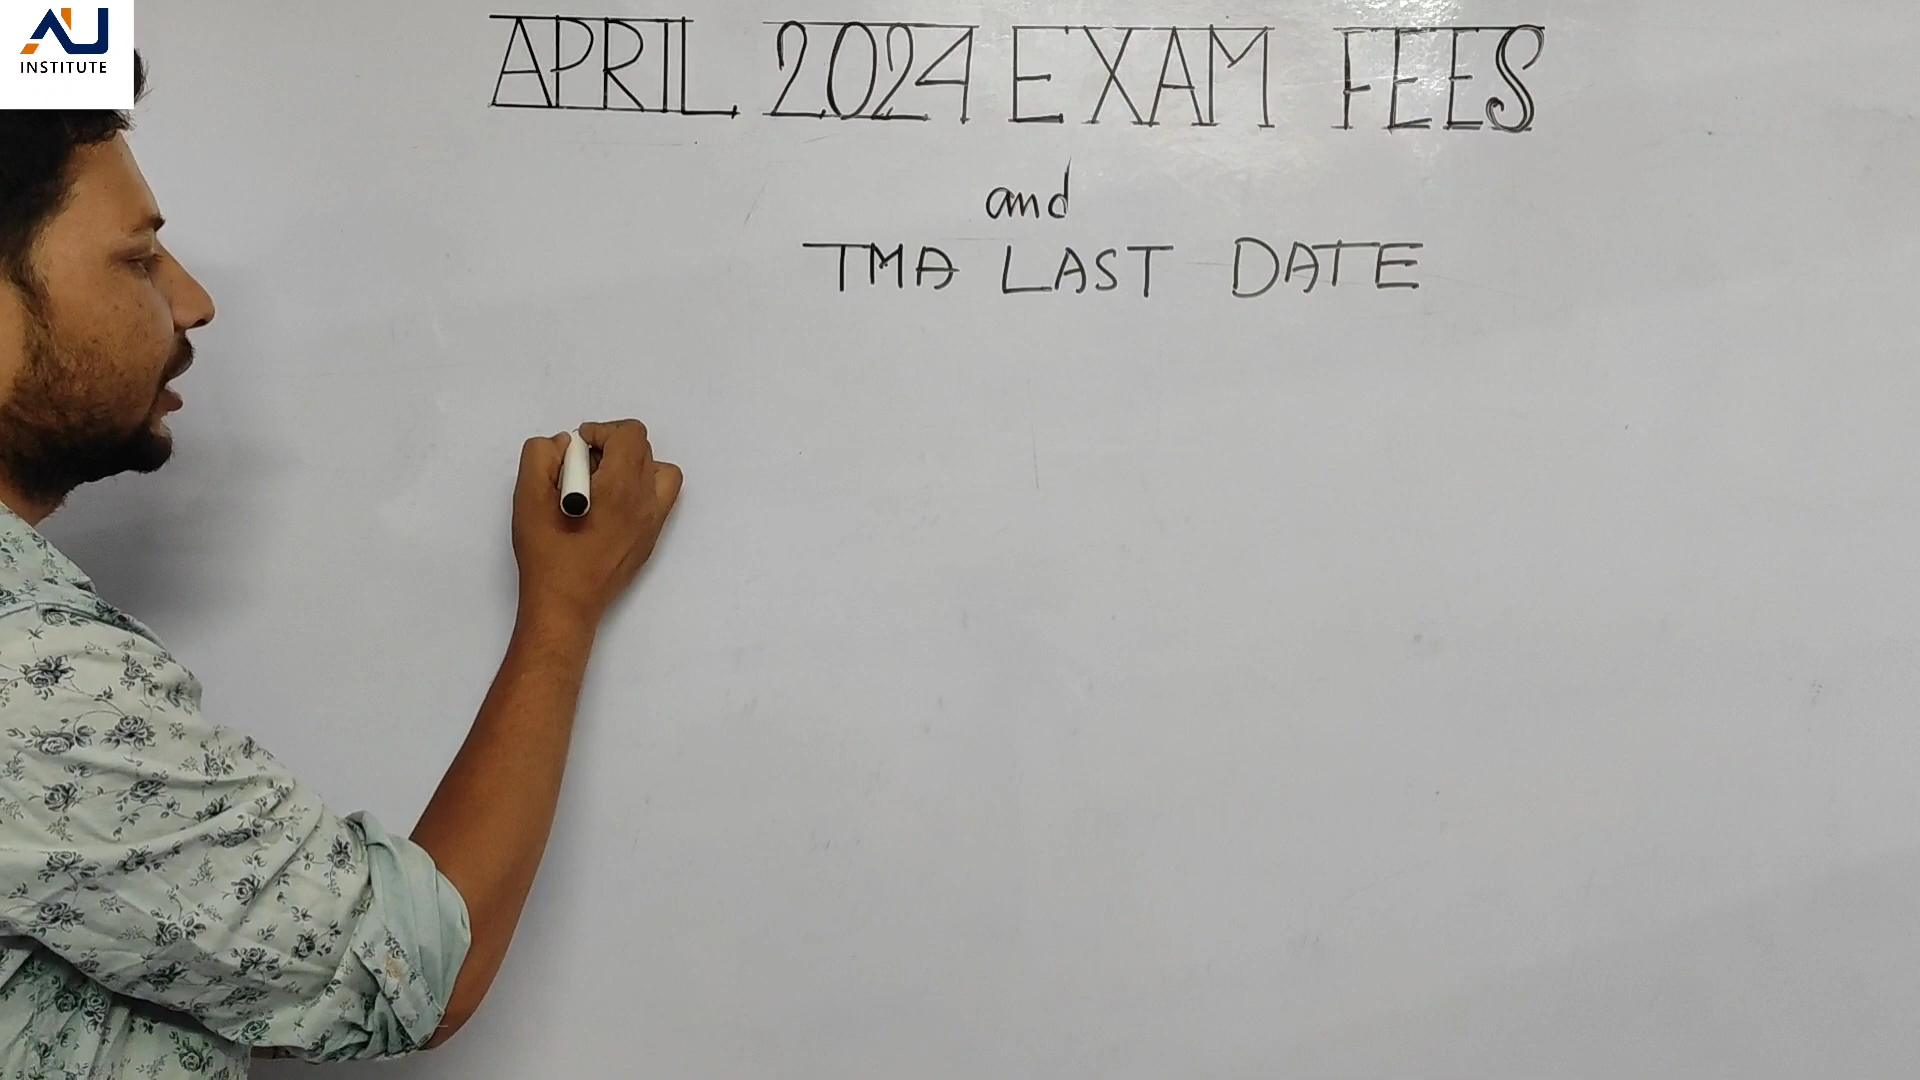 AU
INSTITUTE
APRIL 2024 EXAM FEES
and
TMA LAST DATE